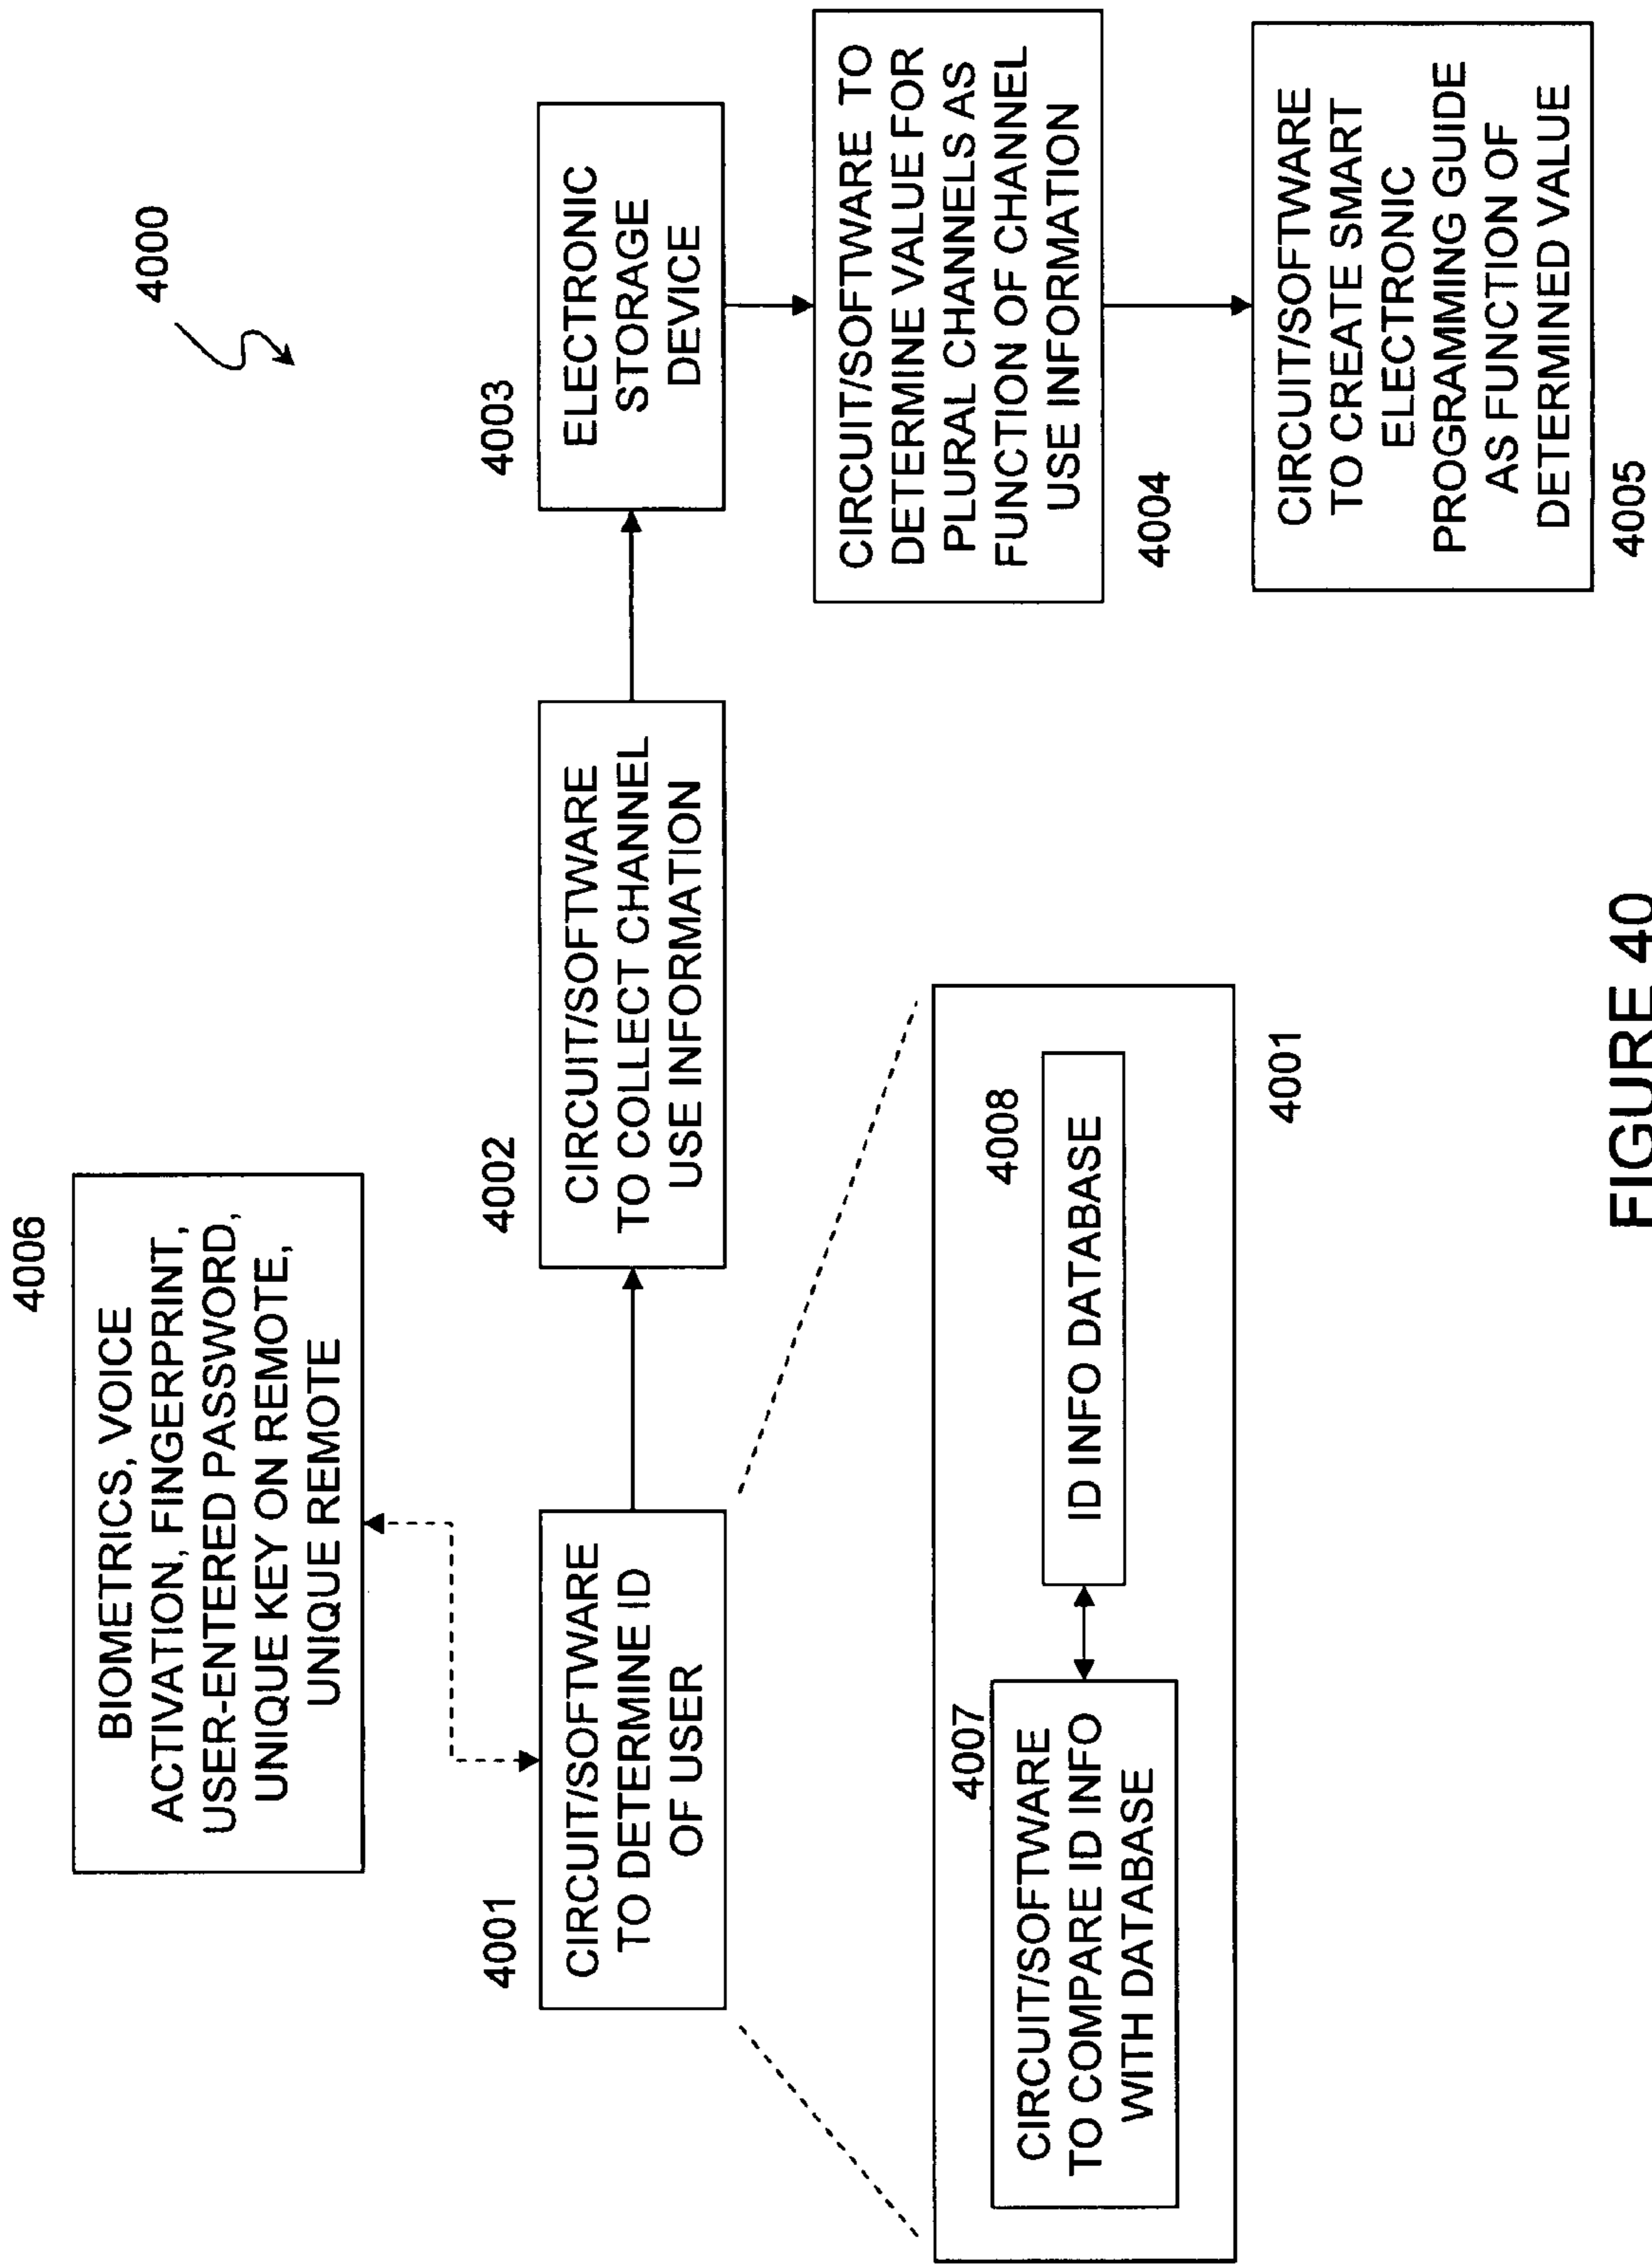 4000
4006
BIOMETRICS, VOICE
ACTIVATION, FINGERPRINT,
USER-ENTERED PASSWORD,
UNIQUE KEY ON REMOTE,
UNIQUE REMOTE
4001
CIRCUIT/SOFTWARE
TO DETERMINE ID
OF USER
4002
CIRCUIT/SOFTWARE
TO COLLECT CHANNEL
USE INFORMATION
4003
ELECTRONIC
STORAGE
DEVICE
CIRCUIT/SOFTWARE TO
DETERMINE VALUE FOR
PLURAL CHANNELS AS
FUNCTION OF CHANNEL
USE INFORMATION
4004
CIRCUIT/SOFTWARE
TO CREATE SMART
ELECTRONIC
PROGRAMMING GUIDE
AS FUNCTION OF
DETERMINED VALUE
4005
4007
CIRCUIT/SOFTWARE
TO COMPARE ID INFO
WITH DATABASE
4008
ID INFO DATABASE
4001
FIGURE 40